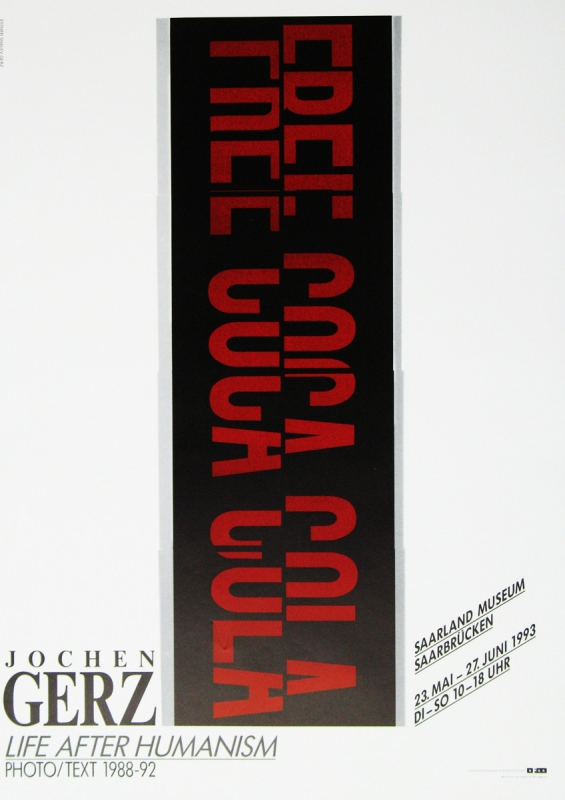 FREE COCA COLA
JOCHEN
GERZ
LIFE AFTER HUMANISM
PHOTO/TEXT 1988-92
SAARLAND MUSEUM
SAARBRÜCKEN
23. MAI – 27. JUNI 1993
DI – SO 10 – 18 UHR